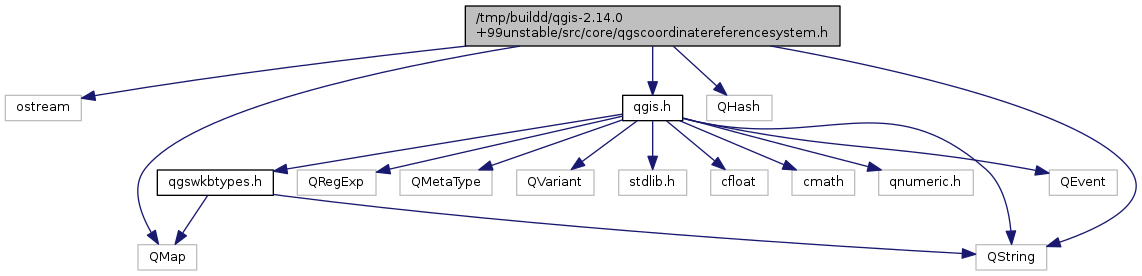 /tmp/buildd/qgis-2.14.0
+99unstable/src/core/qgscoordinatereferencesystem.h
ostream
qgis.h
QHash
qgswkbtypes.h
QRegExp
QMetaType
QVariant
stdlib.h
cfloat
cmath
qnumeric.h
QEvent
QMap
QString